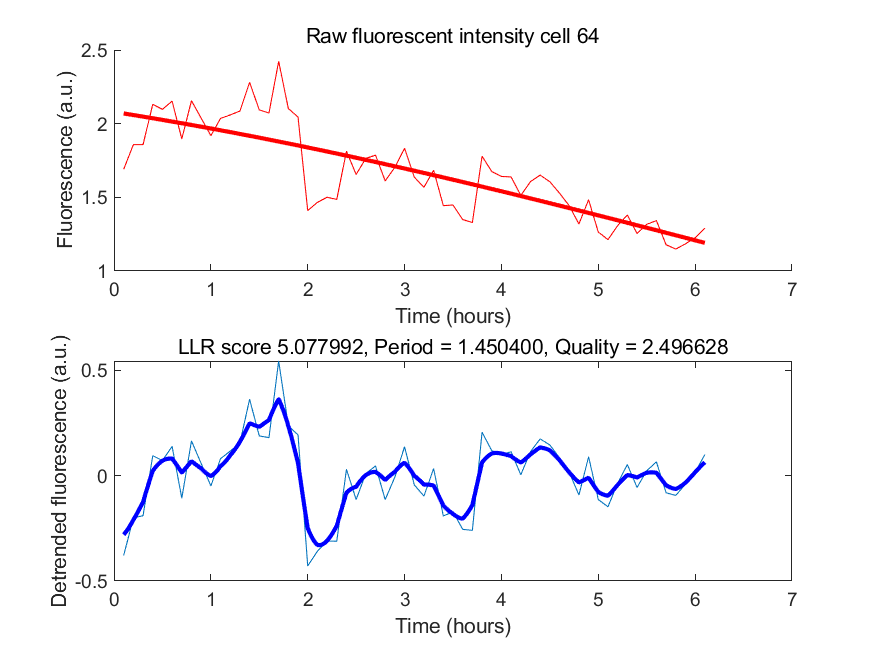 Raw fluorescent intensity cell 64
2.5
2
1.5
1
Fluorescence (a.u.)
0 1 2 3 4 5 6 7
Time (hours)
LLR score 5.077992, Period = 1.450400, Quality = 2.496628
0.5
0
-0.5
Detrended fluorescence (a.u.)
0 1 2 3 4 5 6 7
Time (hours)